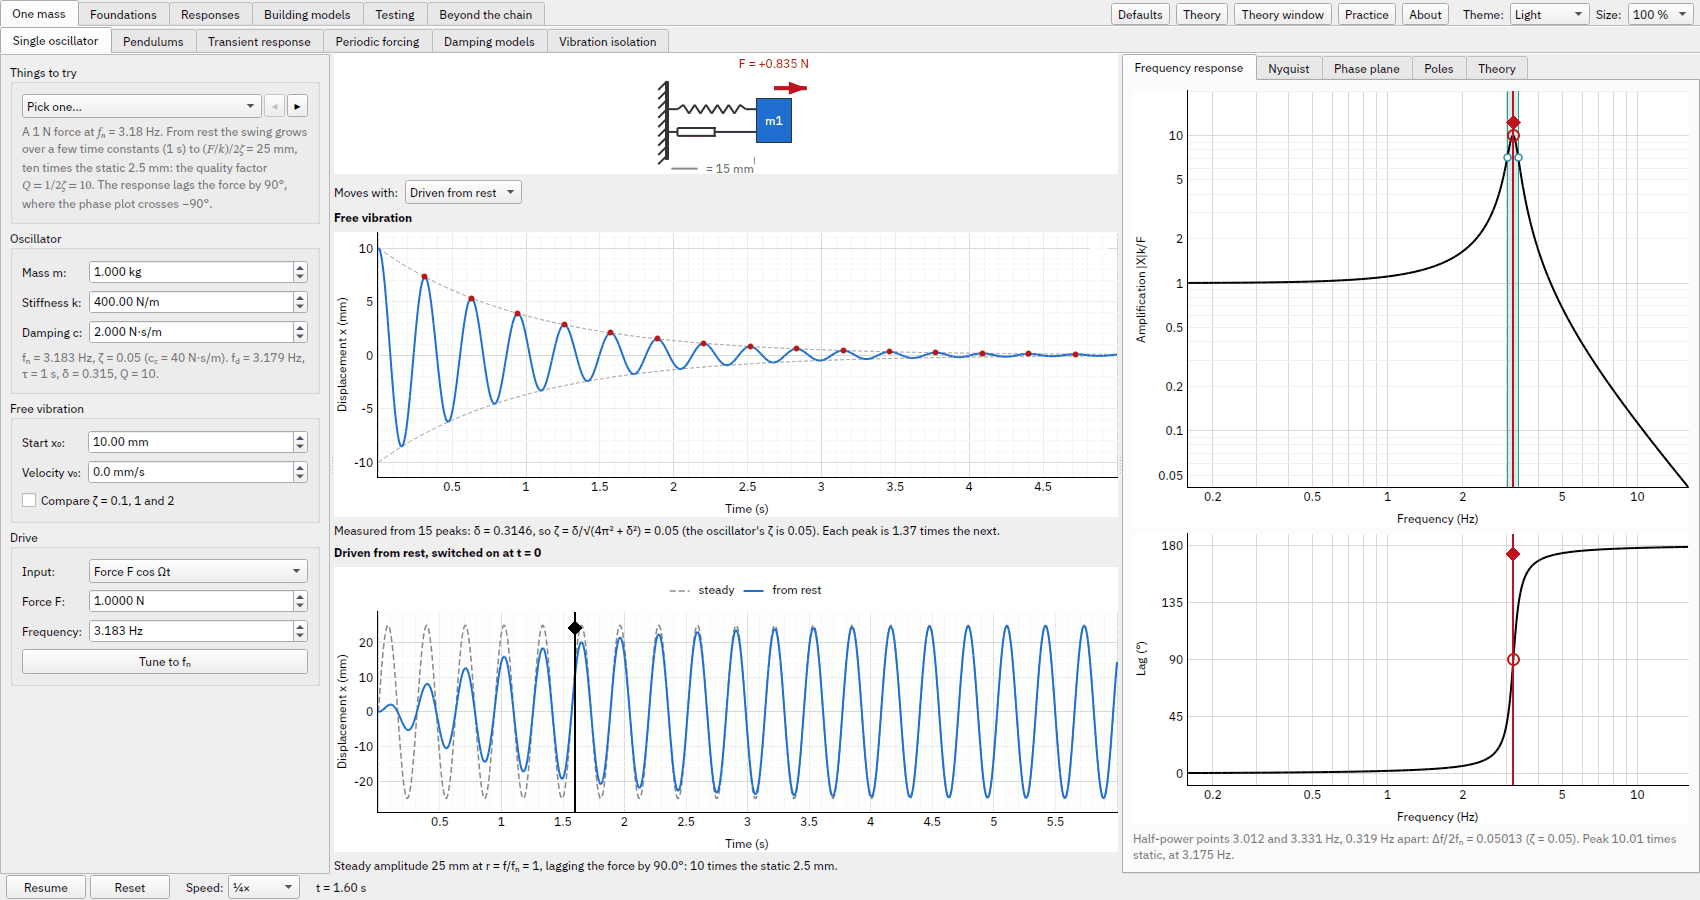 One mass
Foundations
Responses
Building models
Testing
Beyond the chain
Defaults
Theory
Theory window
Practice
About
Theme:
Light
Size:
100 %
Single oscillator
Pendulums
Transient response
Periodic forcing
Damping models
Vibration isolation
Things to try
Pick one...
A 1 N force at fₙ = 3.18 Hz. From rest the swing grows
over a few time constants (1 s) to (F/k)/2ζ = 25 mm,
ten times the static 2.5 mm: the quality factor
Q = 1/2ζ = 10. The response lags the force by 90°,
where the phase plot crosses −90°.
Oscillator
Mass m:
1.000 kg
Stiffness k:
400.00 N/m
Damping c:
2.000 N·s/m
fₙ = 3.183 Hz, ζ = 0.05 (c꜀ = 40 N·s/m). f_d = 3.179 Hz,
τ = 1 s, δ = 0.315, Q = 10.
Free vibration
Start x₀:
10.00 mm
Velocity v₀:
0.0 mm/s
Compare ζ = 0.1, 1 and 2
Drive
Input:
Force F cos Ωt
Force F:
1.0000 N
Frequency:
3.183 Hz
Tune to fₙ
Resume
Reset
Speed:
¼×
t = 1.60 s
F = +0.835 N
m1
= 15 mm
Moves with:
Driven from rest
Free vibration
Displacement x (mm)
10
5
0
-5
-10
0.5
1
1.5
2
2.5
3
3.5
4
4.5
Time (s)
Measured from 15 peaks: δ = 0.3146, so ζ = δ/√(4π² + δ²) = 0.05 (the oscillator's ζ is 0.05). Each peak is 1.37 times the next.
Driven from rest, switched on at t = 0
steady
from rest
Displacement x (mm)
20
10
0
-10
-20
0.5
1
1.5
2
2.5
3
3.5
4
4.5
5
5.5
Time (s)
Steady amplitude 25 mm at r = f/fₙ = 1, lagging the force by 90.0°: 10 times the static 2.5 mm.
Frequency response
Nyquist
Phase plane
Poles
Theory
Amplification |X|k/F
10
5
2
1
0.5
0.2
0.1
0.05
0.2
0.5
1
2
5
10
Frequency (Hz)
Lag (°)
180
135
90
45
0
0.2
0.5
1
2
5
10
Frequency (Hz)
Half-power points 3.012 and 3.331 Hz, 0.319 Hz apart: Δf/2fₙ = 0.05013 (ζ = 0.05). Peak 10.01 times
static, at 3.175 Hz.